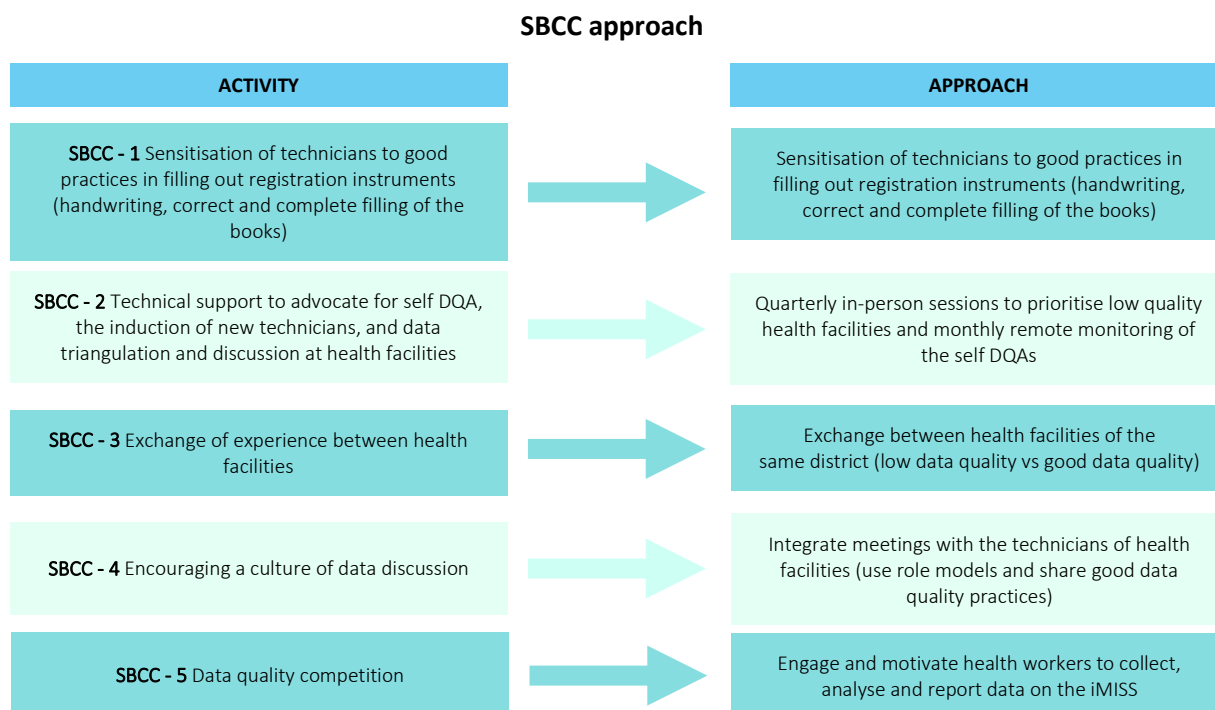 SBCC approach
ACTIVITY
APPROACH
SBCC - 1 Sensitisation of technicians to good
practices in filling out registration instruments
(handwriting, correct and complete filling of the
books)
Sensitisation of technicians to good practices in
filling out registration instruments (handwriting,
correct and complete filling of the books)
SBCC - 2 Technical support to advocate for self DQA,
the induction of new technicians, and data
triangulation and discussion at health facilities
Quarterly in-person sessions to prioritise low quality
health facilities and monthly remote monitoring of
the self DQAs
SBCC - 3 Exchange of experience between health
facilities
Exchange between health facilities of the
same district (low data quality vs good data quality)
SBCC - 4 Encouraging a culture of data discussion
Integrate meetings with the technicians of health
facilities (use role models and share good data
quality practices)
SBCC - 5 Data quality competition
Engage and motivate health workers to collect,
analyse and report data on the iMISS